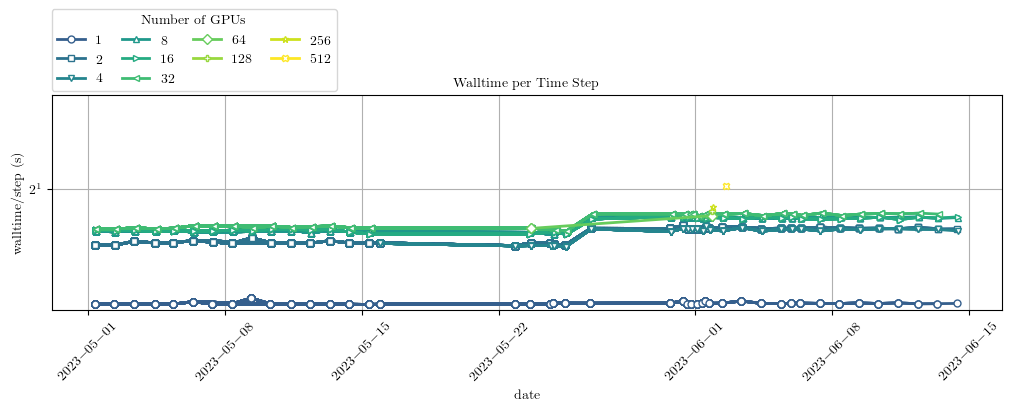 Number of GPUs
1 8 64 256
2 16 128 512
4 32
Walltime per Time Step
walltime/step (s)
2^1
2023−05−01 2023−05−08 2023−05−15 2023−05−22 2023−06−01 2023−06−08 2023−06−15
date